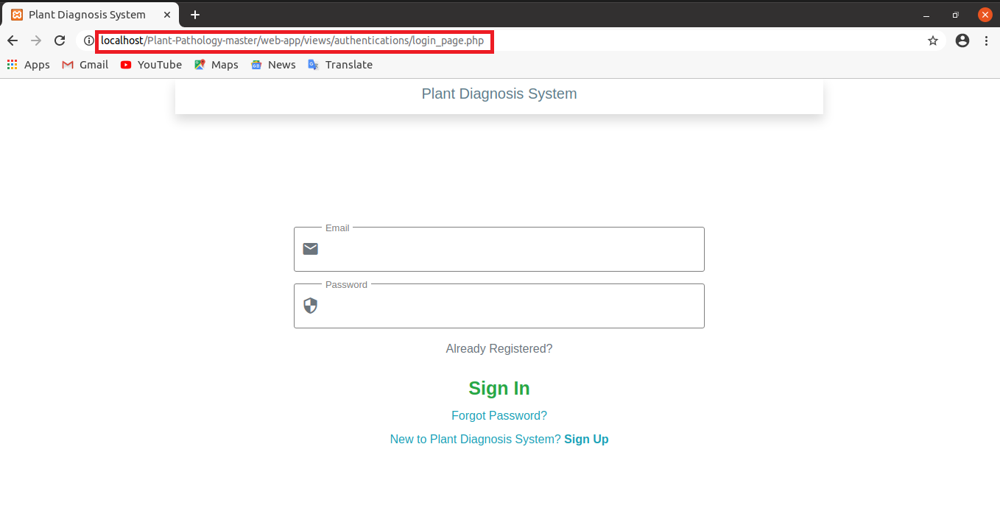 Plant Diagnosis System
localhost/Plant-Pathology-master/web-app/views/authentications/login_page.php
Apps Gmail YouTube Maps News Translate
Plant Diagnosis System
Email
Password
Already Registered?
Sign In
Forgot Password?
New to Plant Diagnosis System? Sign Up